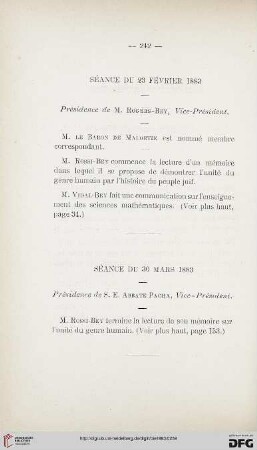 — 242 —
SÉANCE DU 23 FÉVRIER 1883
Présidence de M. ROGERS-BEY, Vice-Président.
M. LE BARON DE MALORTIE est nommé membre
correspondant.
M. ROSSI-BEY commence la lecture d'un mémoire
dans lequel il se propose de démontrer l'unité du
genre humain par l'histoire du peuple juif.
M. VIDAL-BEY fait une communication sur l'enseigne-
ment des sciences mathématiques. (Voir plus haut,
page 51.)
SÉANCE DU 30 MARS 1883
Présidence de S. E. ABBATE PACHA, Vice-Président.
M. ROSSI-BEY termine la lecture de son mémoire sur
l'unité du genre humain. (Voir plus haut, page 153.)
DFG